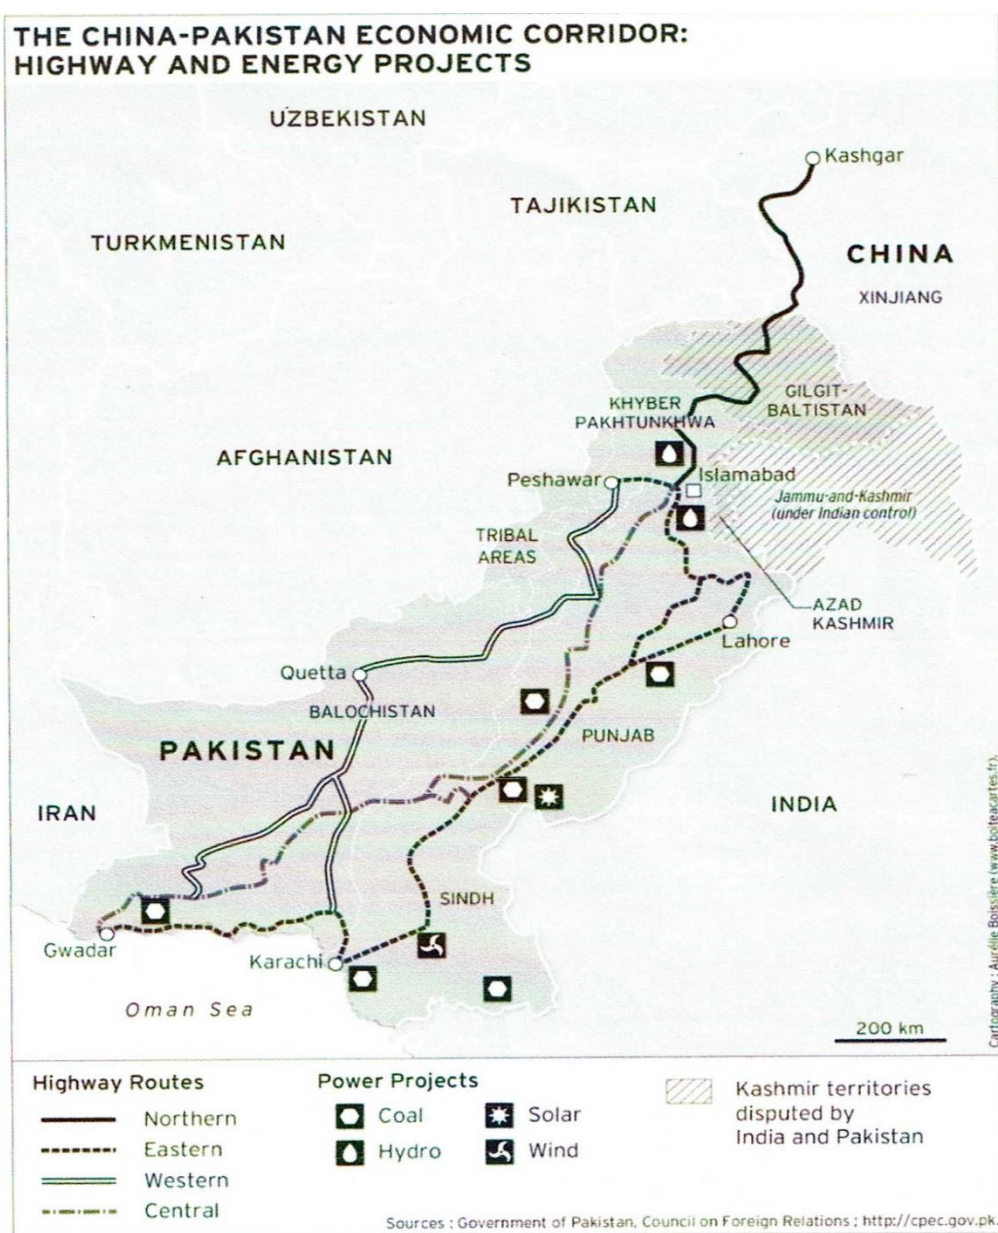 THE CHINA-PAKISTAN ECONOMIC CORRIDOR:
HIGHWAY AND ENERGY PROJECTS
UZBEKISTAN
Kashgar
TAJIKISTAN
TURKMENISTAN
CHINA
XINJIANG
GILGIT-
BALTISTAN
KHYBER
PAKHTUNKHWA
AFGHANISTAN
Peshawar
Islamabad
Jammu-and-Kashmir
(under Indian control)
TRIBAL
AREAS
AZAD
KASHMIR
Lahore
Quetta
BALOCHISTAN
PUNJAB
PAKISTAN
IRAN
INDIA
SINDH
Gwadar
Karachi
Oman Sea
200 km
Cartography : Aurélie Boissière (www.boiteacartes.fr).
Highway Routes
Northern
Eastern
Western
Central
Power Projects
Coal
Hydro
Solar
Wind
Kashmir territories
disputed by
India and Pakistan
Sources : Government of Pakistan, Council on Foreign Relations ; http://cpec.gov.pk.